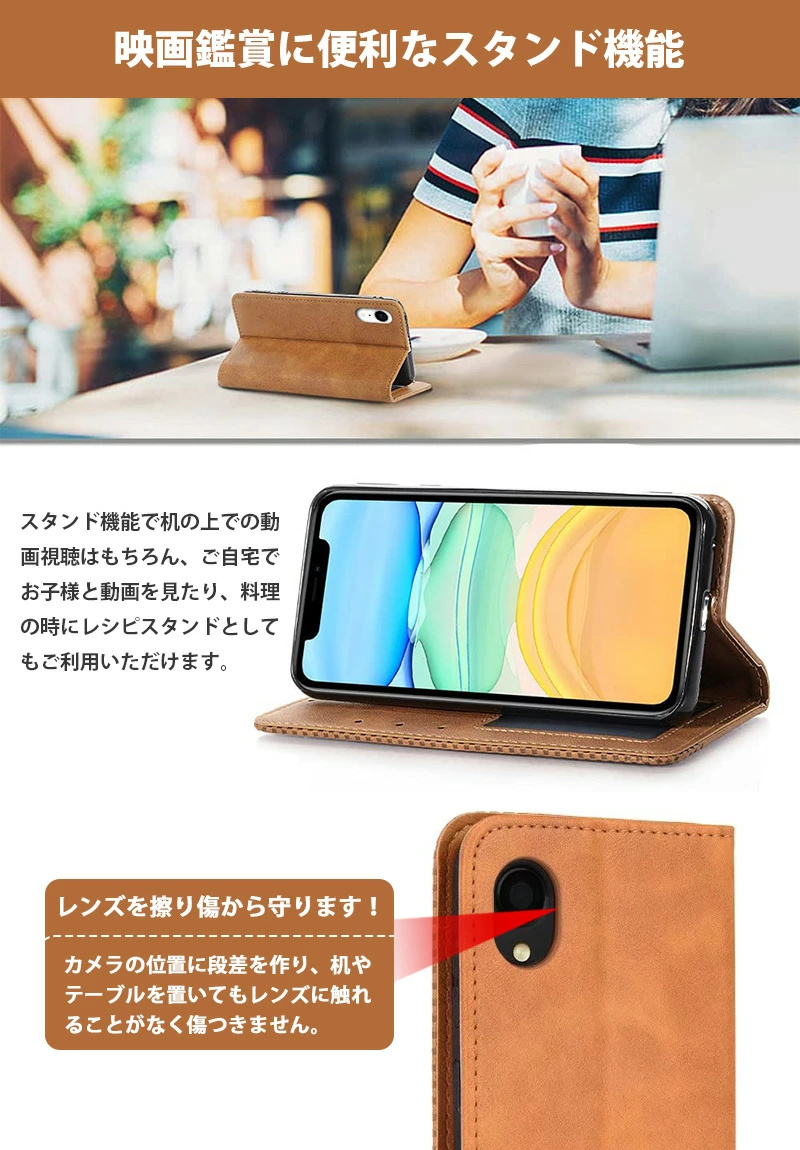 映画鑑賞に便利なスタンド機能
スタンド機能で机の上での動
画視聴はもちろん、ご自宅で
お子様と動画を見たり、料理
の時にレシピスタンドとして
もご利用いただけます。
レンズを擦り傷から守ります！
カメラの位置に段差を作り、机や
テーブルを置いてもレンズに触れ
ることがなく傷つきません。